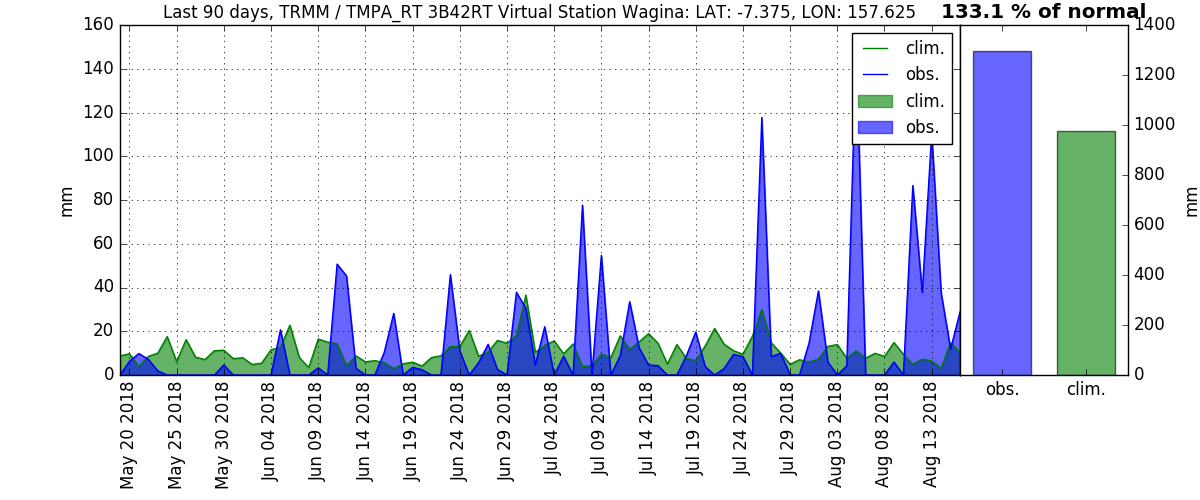 Last 90 days, TRMM / TMPA_RT 3B42RT Virtual Station Wagina: LAT: -7.375, LON: 157.625
133.1 % of normal
160
140
120
100
80
60
40
20
0
mm
clim.
obs.
clim.
obs.
May 20 2018
May 25 2018
May 30 2018
Jun 04 2018
Jun 09 2018
Jun 14 2018
Jun 19 2018
Jun 24 2018
Jun 29 2018
Jul 04 2018
Jul 09 2018
Jul 14 2018
Jul 19 2018
Jul 24 2018
Jul 29 2018
Aug 03 2018
Aug 08 2018
Aug 13 2018
1400
1200
1000
800
600
400
200
0
mm
obs.
clim.